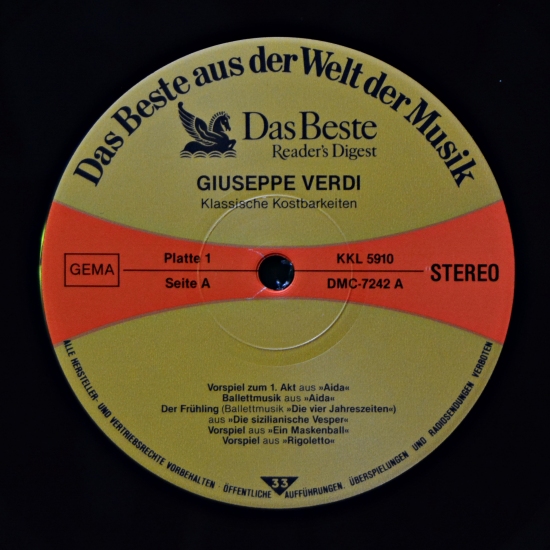 Das Beste aus der Welt der Musik
Das Beste
Reader's Digest
GIUSEPPE VERDI
Klassische Kostbarkeiten
GEMA
Platte 1
Seite A
KKL 5910
DMC-7242 A
STEREO
Vorspiel zum 1. Akt aus »Aida«
Ballettmusik aus »Aida«
Der Frühling (Ballettmusik »Die vier Jahreszeiten«)
aus »Die sizilianische Vesper«
Vorspiel aus »Ein Maskenball«
Vorspiel aus »Rigoletto«
33
ALLE HERSTELLER- UND VERTRIEBSRECHTE VORBEHALTEN ÖFFENTLICHE AUFFÜHRUNGEN, ÜBERSPIELUNGEN UND RADIOSENDUNGEN VERBOTEN